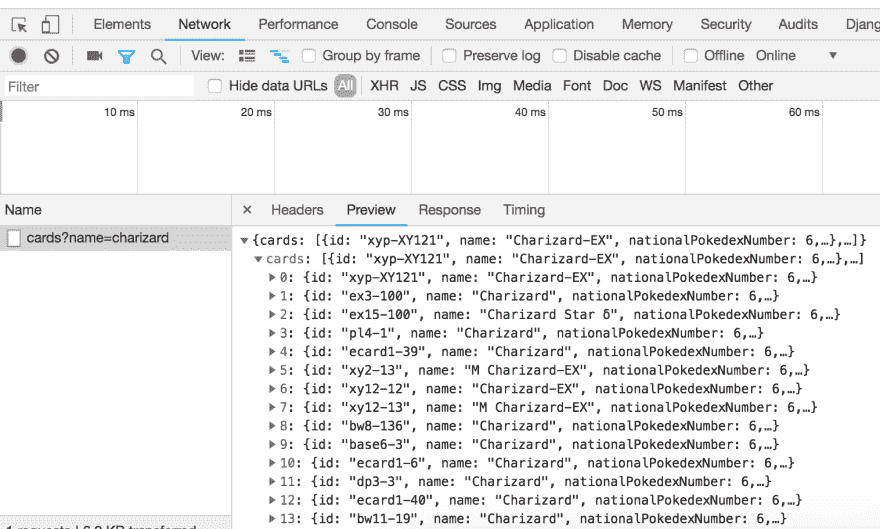 Elements Network Performance Console Sources Application Memory Security Audits Djang
View: Group by frame Preserve log Disable cache Offline Online
Filter Hide data URLs All XHR JS CSS Img Media Font Doc WS Manifest Other
10 ms 20 ms 30 ms 40 ms 50 ms 60 ms
Name × Headers Preview Response Timing
cards?name=charizard
{cards: [{id: "xyp-XY121", name: "Charizard-EX", nationalPokedexNumber: 6,…},…]}
cards: [{id: "xyp-XY121", name: "Charizard-EX", nationalPokedexNumber: 6,…},…]
0: {id: "xyp-XY121", name: "Charizard-EX", nationalPokedexNumber: 6,…}
1: {id: "ex3-100", name: "Charizard", nationalPokedexNumber: 6,…}
2: {id: "ex15-100", name: "Charizard Star δ", nationalPokedexNumber: 6,…}
3: {id: "pl4-1", name: "Charizard", nationalPokedexNumber: 6,…}
4: {id: "ecard1-39", name: "Charizard", nationalPokedexNumber: 6,…}
5: {id: "xy2-13", name: "M Charizard-EX", nationalPokedexNumber: 6,…}
6: {id: "xy12-12", name: "Charizard-EX", nationalPokedexNumber: 6,…}
7: {id: "xy12-13", name: "M Charizard-EX", nationalPokedexNumber: 6,…}
8: {id: "bw8-136", name: "Charizard", nationalPokedexNumber: 6,…}
9: {id: "base6-3", name: "Charizard", nationalPokedexNumber: 6,…}
10: {id: "ecard1-6", name: "Charizard", nationalPokedexNumber: 6,…}
11: {id: "dp3-3", name: "Charizard", nationalPokedexNumber: 6,…}
12: {id: "ecard1-40", name: "Charizard", nationalPokedexNumber: 6,…}
13: {id: "bw11-19", name: "Charizard", nationalPokedexNumber: 6,…}